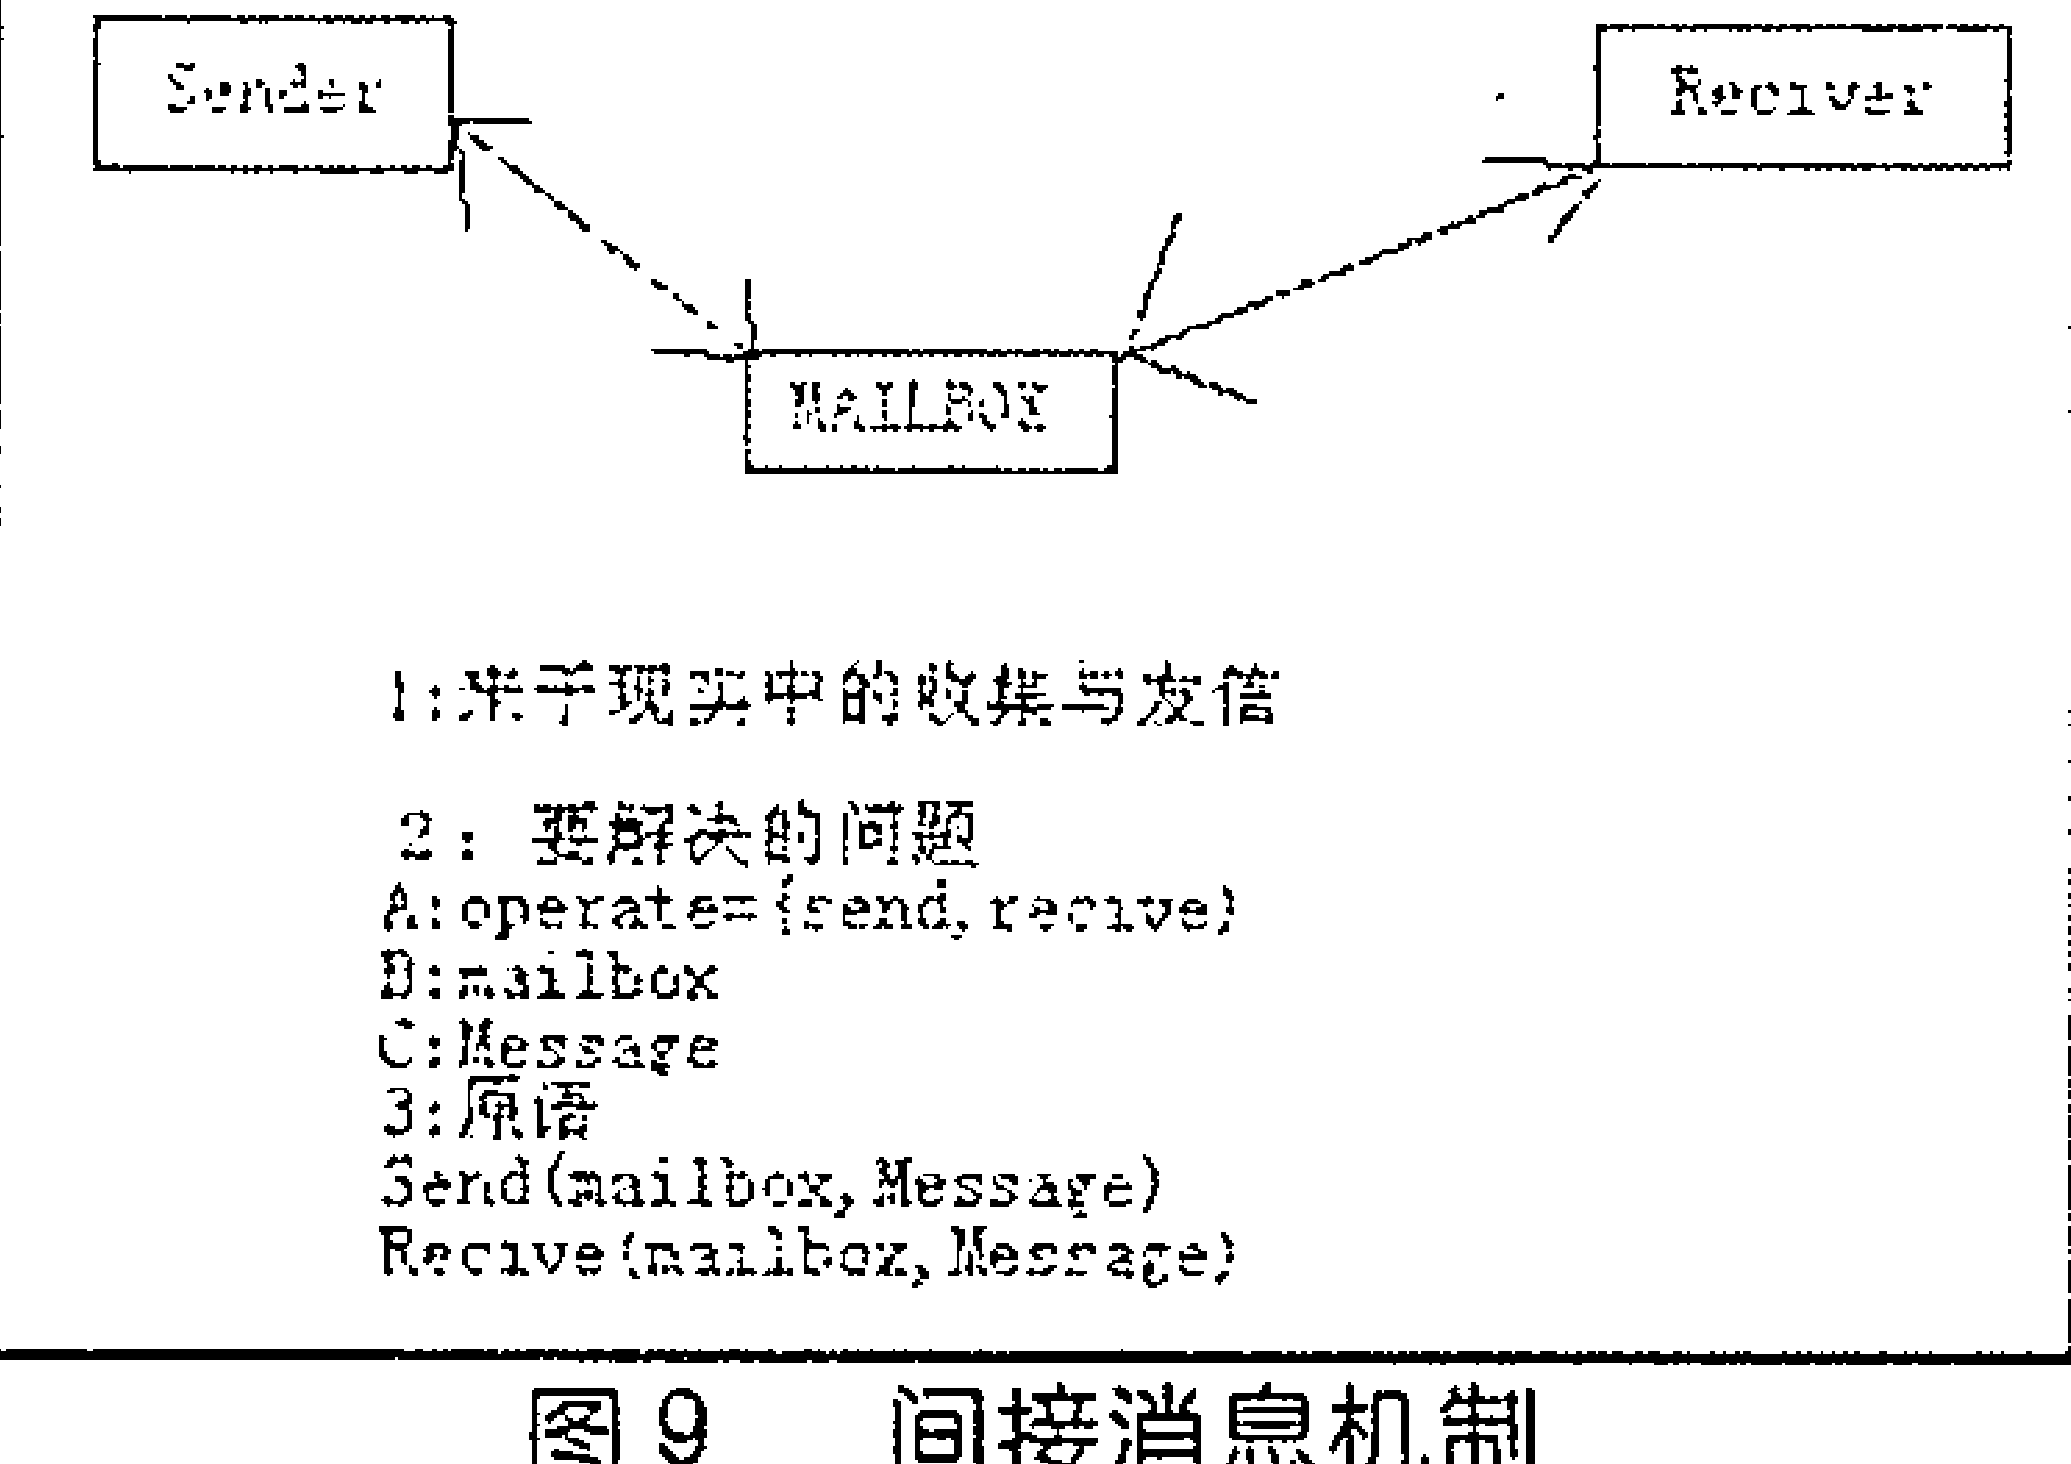 Sender
Reciver
MAILBOX
1:来于现实中的收集与发信
2: 要解决的问题
A:operate={send,recive}
B:mailbox
C:Message
3:原语
Send(mailbox,Message)
Recive(mailbox,Message)
图9 间接消息机制